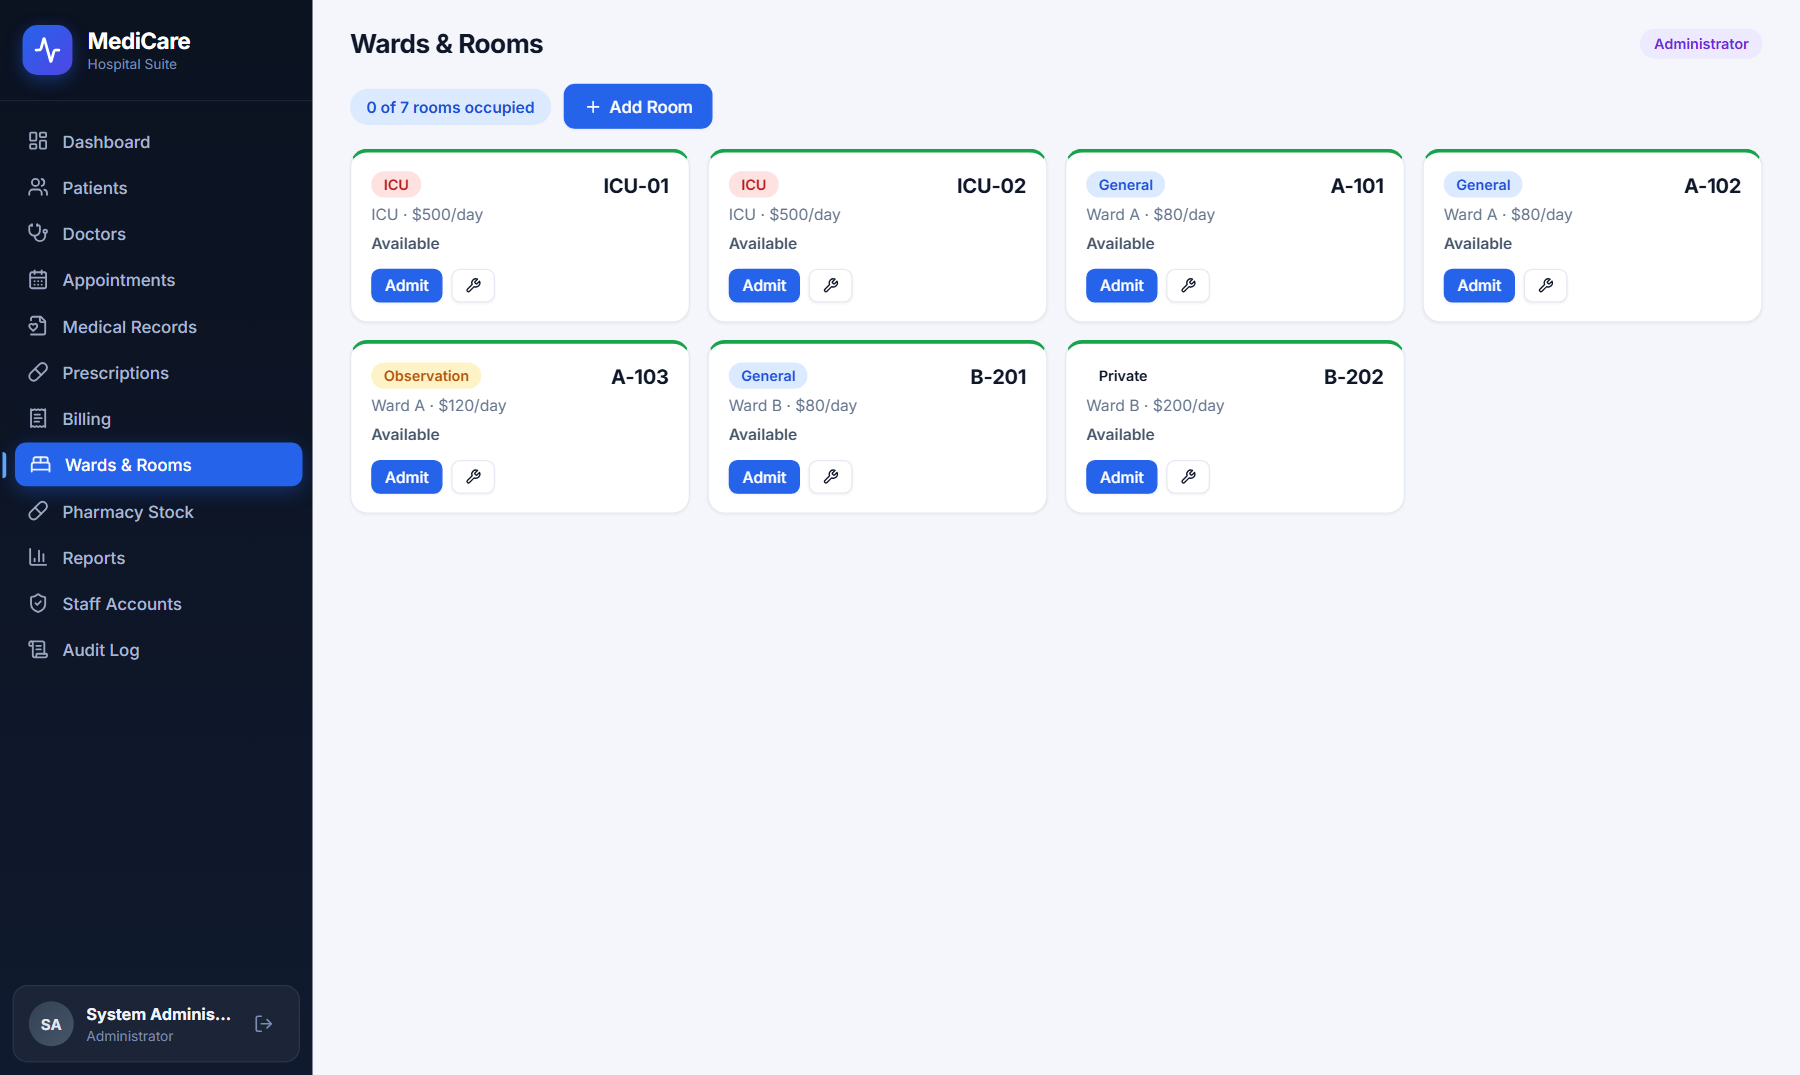 MediCare
Hospital Suite
Dashboard
Patients
Doctors
Appointments
Medical Records
Prescriptions
Billing
Wards & Rooms
Pharmacy Stock
Reports
Staff Accounts
Audit Log
SA
System Adminis...
Administrator
Wards & Rooms
Administrator
0 of 7 rooms occupied
+ Add Room
ICU ICU-01
ICU · $500/day
Available
Admit
ICU ICU-02
ICU · $500/day
Available
Admit
General A-101
Ward A · $80/day
Available
Admit
General A-102
Ward A · $80/day
Available
Admit
Observation A-103
Ward A · $120/day
Available
Admit
General B-201
Ward B · $80/day
Available
Admit
Private B-202
Ward B · $200/day
Available
Admit